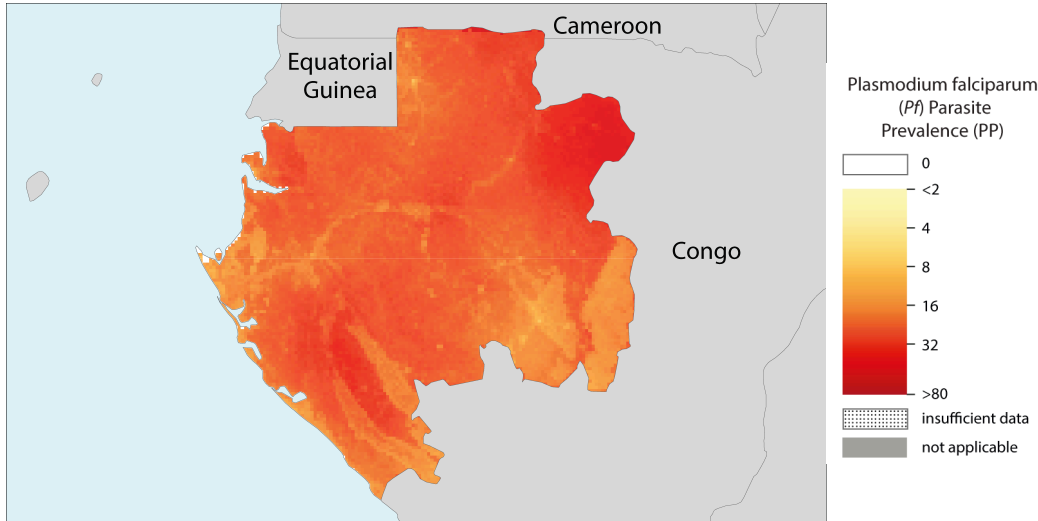 Cameroon
Equatorial
Guinea
Congo
Plasmodium falciparum
(Pf) Parasite
Prevalence (PP)
0
<2
4
8
16
32
>80
insufficient data
not applicable